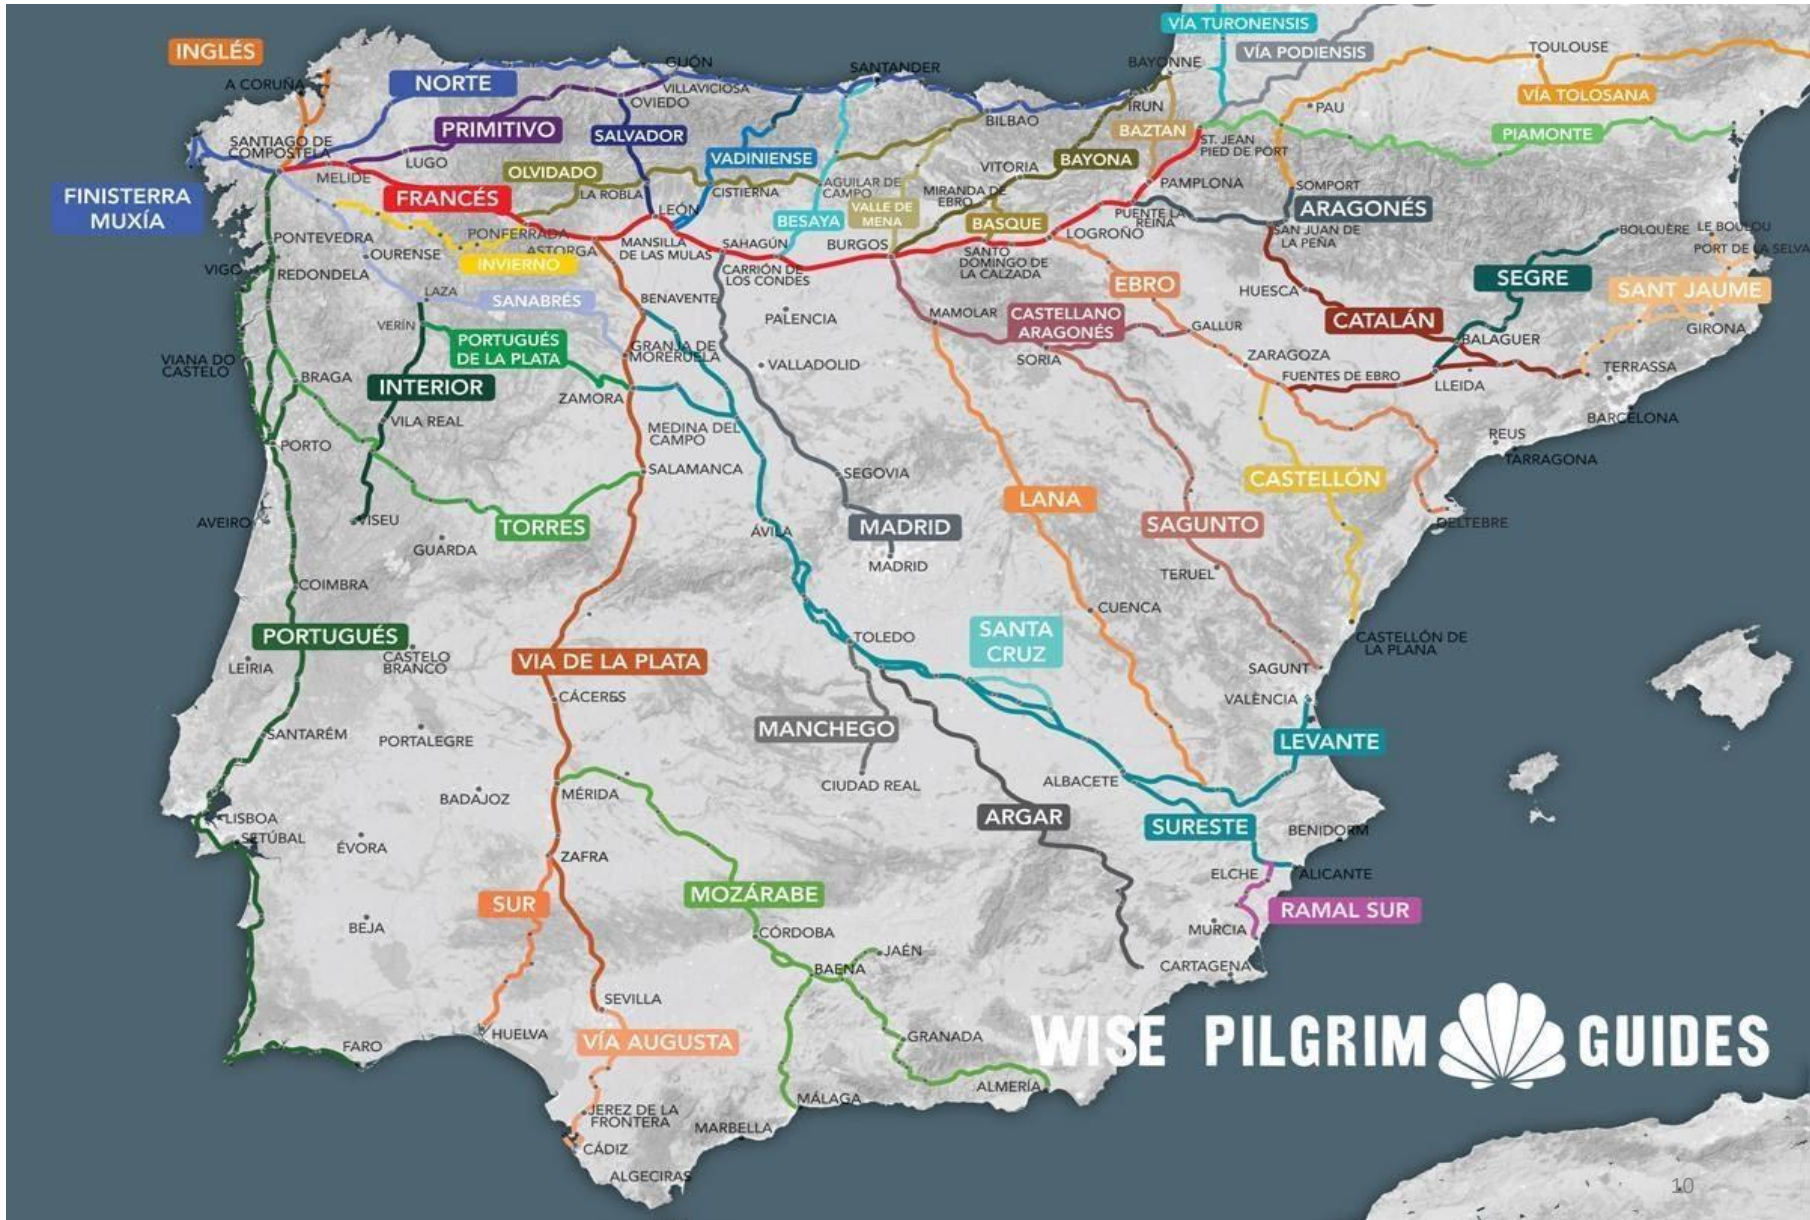 VÍA TURONENSIS
INGLÉS
VÍA PODIENSIS
TOULOUSE
GIJÓN
BAYONNE
SANTANDER
A CORUÑA
NORTE
VILLAVICIOSA
VÍA TOLOSANA
OVIEDO
IRUN
PAU
BILBAO
PRIMITIVO
SALVADOR
BAZTAN
PIAMONTE
SANTIAGO DE
COMPOSTELA
ST. JEAN
PIED DE PORT
VADINIENSE
BAYONA
LUGO
VITORIA
OLVIDADO
MELIDE
LA ROBLA
CISTIERNA
AGUILAR DE
CAMPO
MIRANDA DE
EBRO
PAMPLONA
SOMPORT
FINISTERRA
MUXÍA
FRANCÉS
LEÓN
BESAYA
VALLE DE
MENA
BASQUE
PUENTE LA
REINA
ARAGONÉS
PONTEVEDRA
PONFERRADA
ASTORGA
MANSILLA
DE LAS MULAS
SAHAGÚN
BURGOS
LOGROÑO
SAN JUAN DE
LA PEÑA
BOLQUÈRE
LE BOULOU
PORT DE LA SELVA
OURENSE
INVIERNO
CARRIÓN DE
LOS CONDES
SANTO
DOMINGO DE
LA CALZADA
VIGO
REDONDELA
EBRO
SEGRE
SANT JAUME
LAZA
SANABRÉS
BENAVENTE
HUESCA
PALENCIA
MAMOLAR
CASTELLANO
ARAGONÉS
CATALÁN
VERÍN
GALLUR
GIRONA
PORTUGUÉS
DE LA PLATA
GRANJA DE
MORERUELA
BALAGUER
VIANA DO
CASTELO
VALLADOLID
SORIA
ZARAGOZA
TERRASSA
BRAGA
INTERIOR
FUENTES DE EBRO
LLEIDA
ZAMORA
VILA REAL
BARCELONA
MEDINA DEL
CAMPO
REUS
PORTO
TARRAGONA
SALAMANCA
SEGOVIA
CASTELLÓN
LANA
AVEIRO
VISEU
TORRES
MADRID
SAGUNTO
DELTEBRE
ÁVILA
GUARDA
MADRID
TERUEL
COIMBRA
CUENCA
PORTUGUÉS
TOLEDO
SANTA
CRUZ
CASTELLÓN DE
LA PLANA
LEIRIA
CASTELO
BRANCO
VIA DE LA PLATA
SAGUNT
CÁCERES
VALÈNCIA
SANTARÉM
PORTALEGRE
MANCHEGO
LEVANTE
CIUDAD REAL
ALBACETE
BADAJOZ
MÉRIDA
LISBOA
ARGAR
SURESTE
BENIDORM
SETÚBAL
ÉVORA
ZAFRA
ELCHE
ALICANTE
SUR
MOZÁRABE
RAMAL SUR
BEJA
CÓRDOBA
MURCIA
JAÉN
BAENA
CARTAGENA
SEVILLA
HUELVA
VÍA AUGUSTA
GRANADA
WISE PILGRIM GUIDES
FARO
ALMERÍA
MÁLAGA
JEREZ DE LA
FRONTERA
MARBELLA
CÁDIZ
ALGECIRAS
10